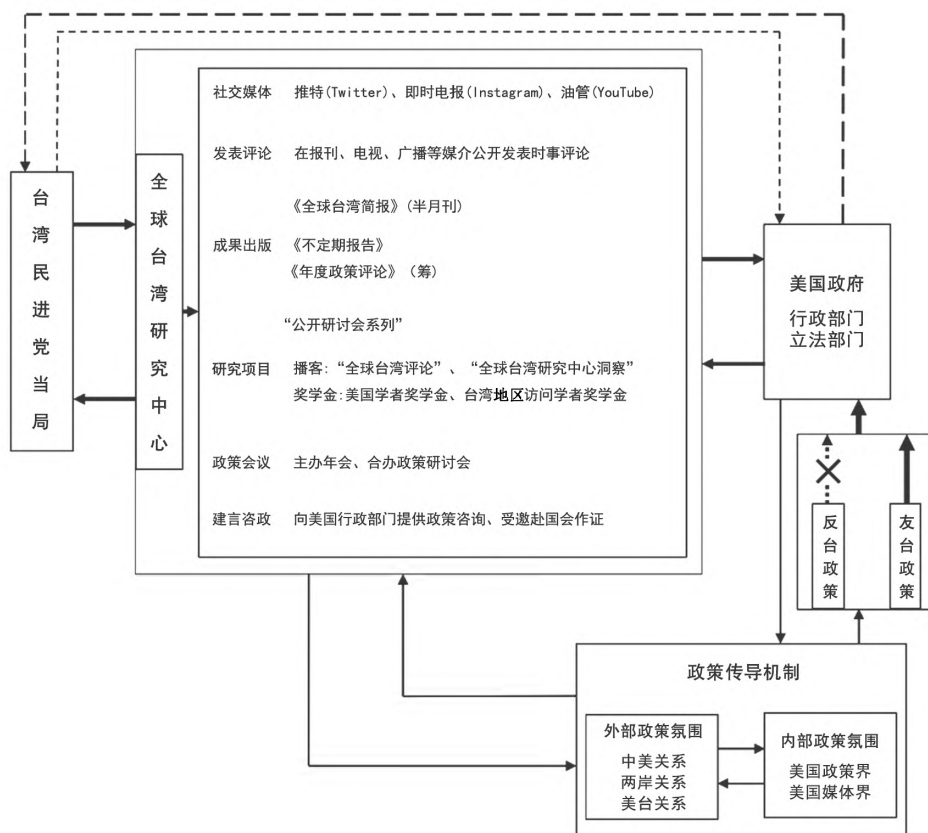 台湾民进党当局
全球台湾研究中心
社交媒体 推特(Twitter)、即时电报(Instagram)、油管(YouTube)
发表评论 在报刊、电视、广播等媒介公开发表时事评论
《全球台湾简报》(半月刊)
成果出版 《不定期报告》
《年度政策评论》（筹）
“公开研讨会系列”
研究项目 播客:“全球台湾评论”、“全球台湾研究中心洞察”
奖学金:美国学者奖学金、台湾地区访问学者奖学金
政策会议 主办年会、合办政策研讨会
建言咨政 向美国行政部门提供政策咨询、受邀赴国会作证
美国政府
行政部门
立法部门
反台政策
友台政策
政策传导机制
外部政策氛围
中美关系
两岸关系
美台关系
内部政策氛围
美国政策界
美国媒体界